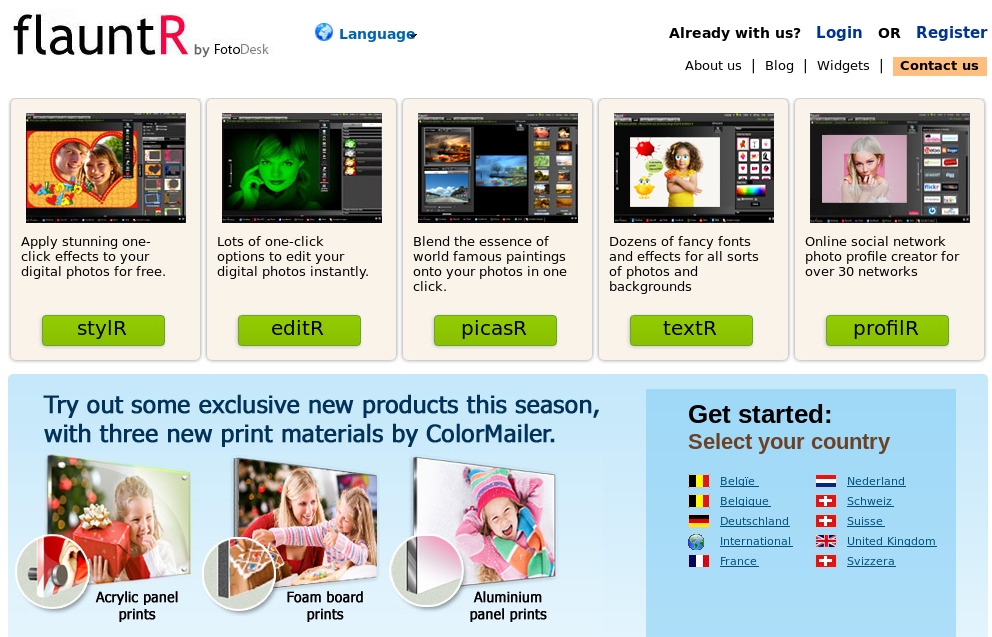 flauntR by FotoDesk
Language
Already with us? Login OR Register
About us | Blog | Widgets | Contact us
Apply stunning one-
click effects to your
digital photos for free.
stylR
Lots of one-click
options to edit your
digital photos instantly.
editR
Blend the essence of
world famous paintings
onto your photos in one
click.
picasR
Dozens of fancy fonts
and effects for all sorts
of photos and
backgrounds
textR
Online social network
photo profile creator for
over 30 networks
profilR
Try out some exclusive new products this season,
with three new print materials by ColorMailer.
Acrylic panel
prints
Foam board
prints
Aluminium
panel prints
Get started:
Select your country
Belgïe
Belgique
Deutschland
International
France
Nederland
Schweiz
Suisse
United Kingdom
Svizzera